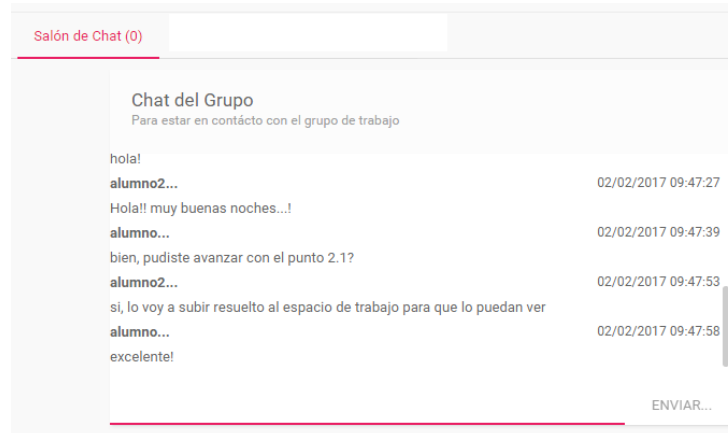 Salón de Chat (0)
Chat del Grupo
Para estar en contácto con el grupo de trabajo
hola!
alumno2... 02/02/2017 09:47:27
Hola!! muy buenas noches...!
alumno... 02/02/2017 09:47:39
bien, pudiste avanzar con el punto 2.1?
alumno2... 02/02/2017 09:47:53
si, lo voy a subir resuelto al espacio de trabajo para que lo puedan ver
alumno... 02/02/2017 09:47:58
excelente!
ENVIAR...